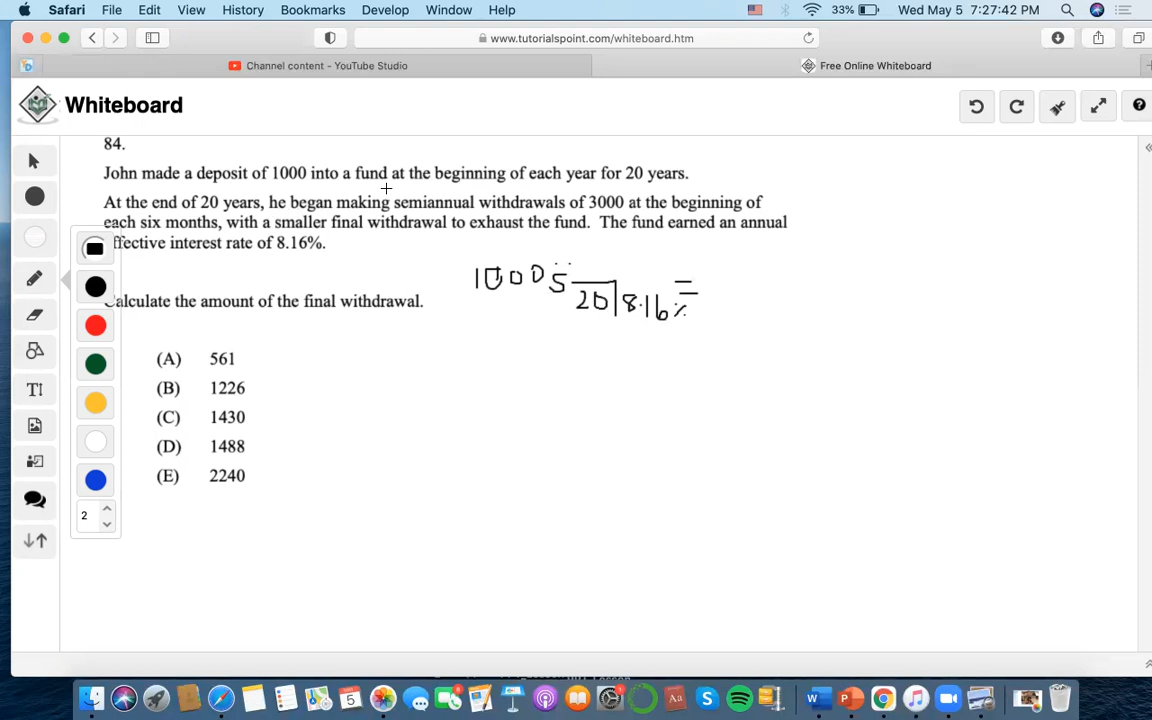 Safari File Edit View History Bookmarks Develop Window Help 33% Wed May 5 7:27:42 PM
www.tutorialspoint.com/whiteboard.htm
Channel content - YouTube Studio Free Online Whiteboard
Whiteboard
84.
John made a deposit of 1000 into a fund at the beginning of each year for 20 years.
At the end of 20 years, he began making semiannual withdrawals of 3000 at the beginning of
each six months, with a smaller final withdrawal to exhaust the fund. The fund earned an annual
effective interest rate of 8.16%.
1000 s̈ 20| 8.16% =
Calculate the amount of the final withdrawal.
(A) 561
(B) 1226
(C) 1430
(D) 1488
(E) 2240
2